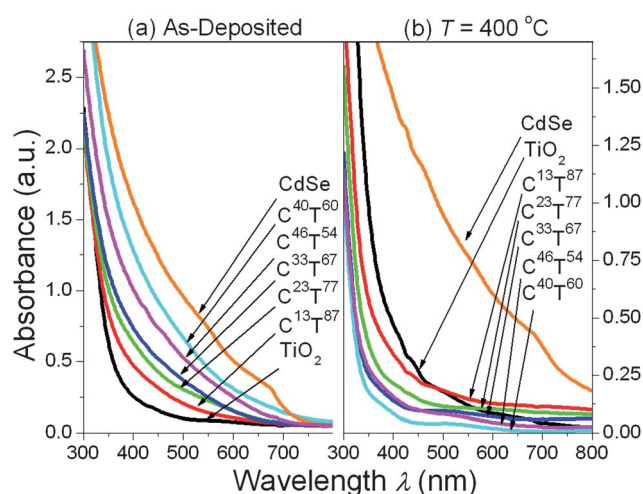 (a) As-Deposited
(b) T = 400 °C
Absorbance (a.u.)
2.5
2.0
1.5
1.0
0.5
0.0
CdSe
C⁴⁰T⁶⁰
C⁴⁶T⁵⁴
C³³T⁶⁷
C²³T⁷⁷
C¹³T⁸⁷
TiO₂
300 400 500 600 700
CdSe
TiO₂
C¹³T⁸⁷
C²³T⁷⁷
C³³T⁶⁷
C⁴⁶T⁵⁴
C⁴⁰T⁶⁰
1.50
1.25
1.00
0.75
0.50
0.25
0.00
300 400 500 600 700 800
Wavelength λ (nm)